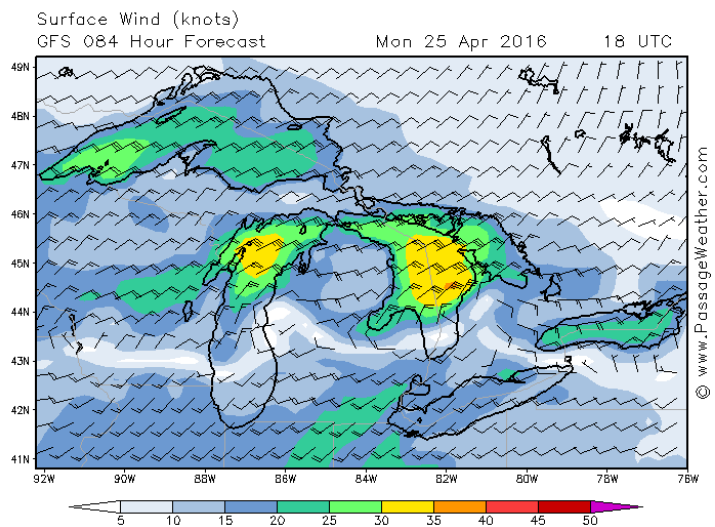 Surface Wind (knots)
GFS 084 Hour Forecast Mon 25 Apr 2016 18 UTC
49N
48N
47N
46N
45N
44N
43N
42N
41N
92W 90W 88W 86W 84W 82W 80W 78W 76W
5 10 15 20 25 30 35 40 45 50
© www.PassageWeather.com